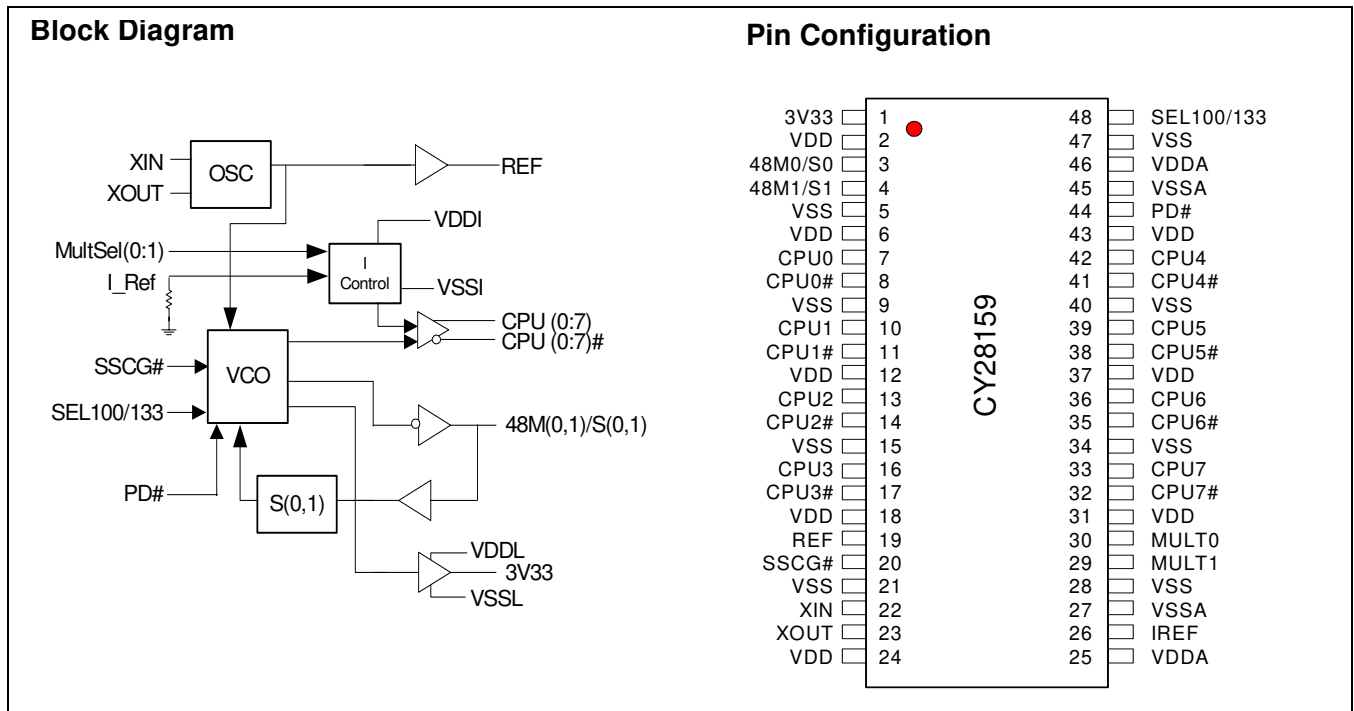 Block Diagram
XIN
XOUT
OSC
REF
MultSel(0:1)
I_Ref
I
Control
VDDI
VSSI
CPU (0:7)
CPU (0:7)#
SSCG#
VCO
SEL100/133
48M(0,1)/S(0,1)
PD#
S(0,1)
VDDL
3V33
VSSL
Pin Configuration
CY28159
3V33 1 48 SEL100/133
VDD 2 47 VSS
48M0/S0 3 46 VDDA
48M1/S1 4 45 VSSA
VSS 5 44 PD#
VDD 6 43 VDD
CPU0 7 42 CPU4
CPU0# 8 41 CPU4#
VSS 9 40 VSS
CPU1 10 39 CPU5
CPU1# 11 38 CPU5#
VDD 12 37 VDD
CPU2 13 36 CPU6
CPU2# 14 35 CPU6#
VSS 15 34 VSS
CPU3 16 33 CPU7
CPU3# 17 32 CPU7#
VDD 18 31 VDD
REF 19 30 MULT0
SSCG# 20 29 MULT1
VSS 21 28 VSS
XIN 22 27 VSSA
XOUT 23 26 IREF
VDD 24 25 VDDA